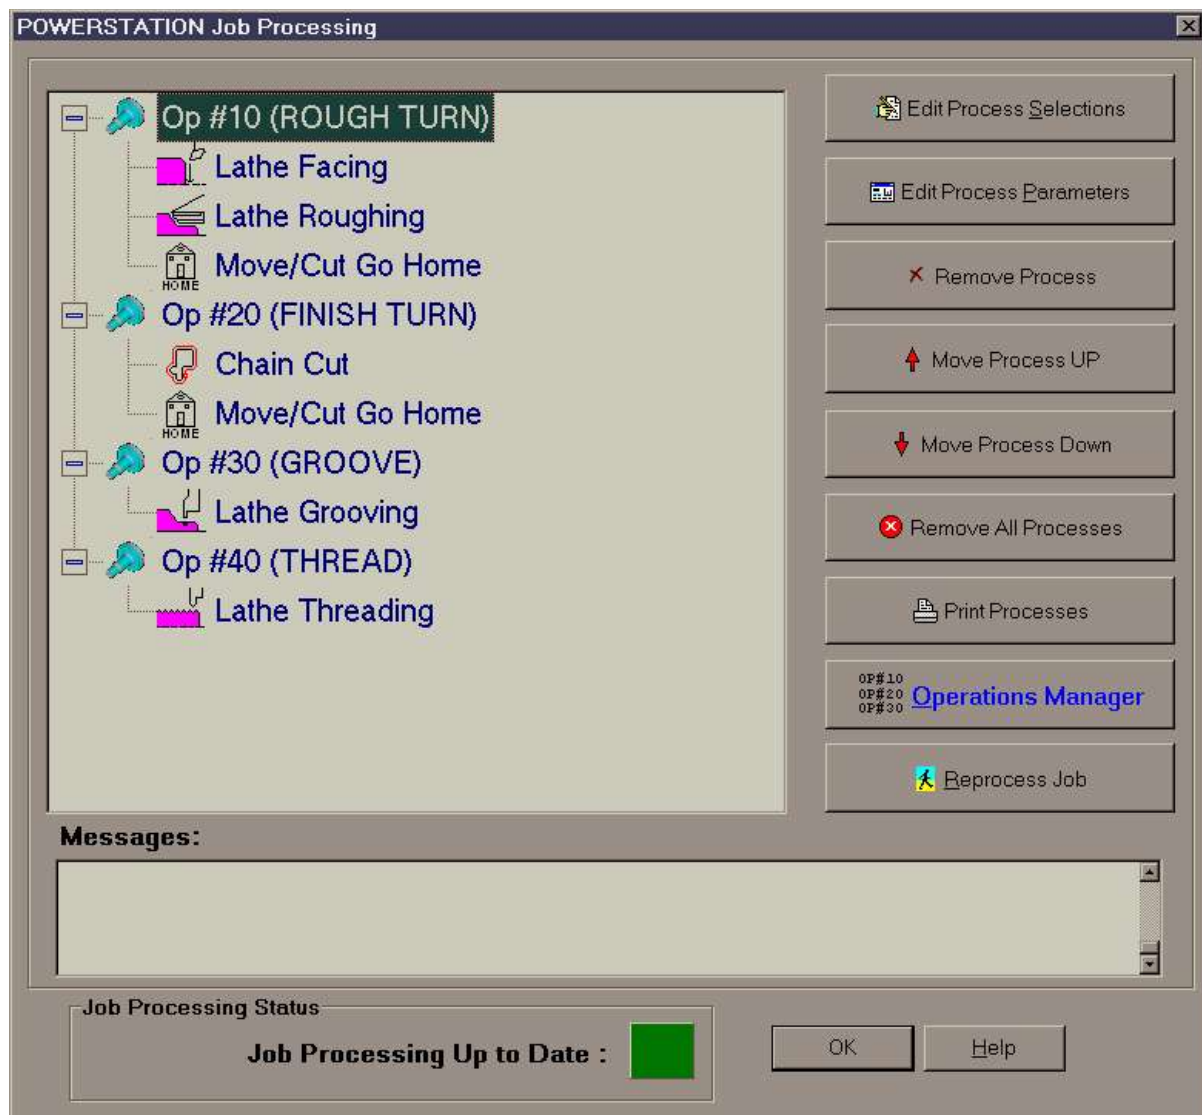 POWERSTATION Job Processing
Op #10 (ROUGH TURN)
Lathe Facing
Lathe Roughing
HOME Move/Cut Go Home
Op #20 (FINISH TURN)
Chain Cut
HOME Move/Cut Go Home
Op #30 (GROOVE)
Lathe Grooving
Op #40 (THREAD)
Lathe Threading
Edit Process Selections
Edit Process Parameters
Remove Process
Move Process UP
Move Process Down
Remove All Processes
Print Processes
OP#10
OP#20
OP#30
Operations Manager
Reprocess Job
Messages:
Job Processing Status
Job Processing Up to Date :
OK
Help